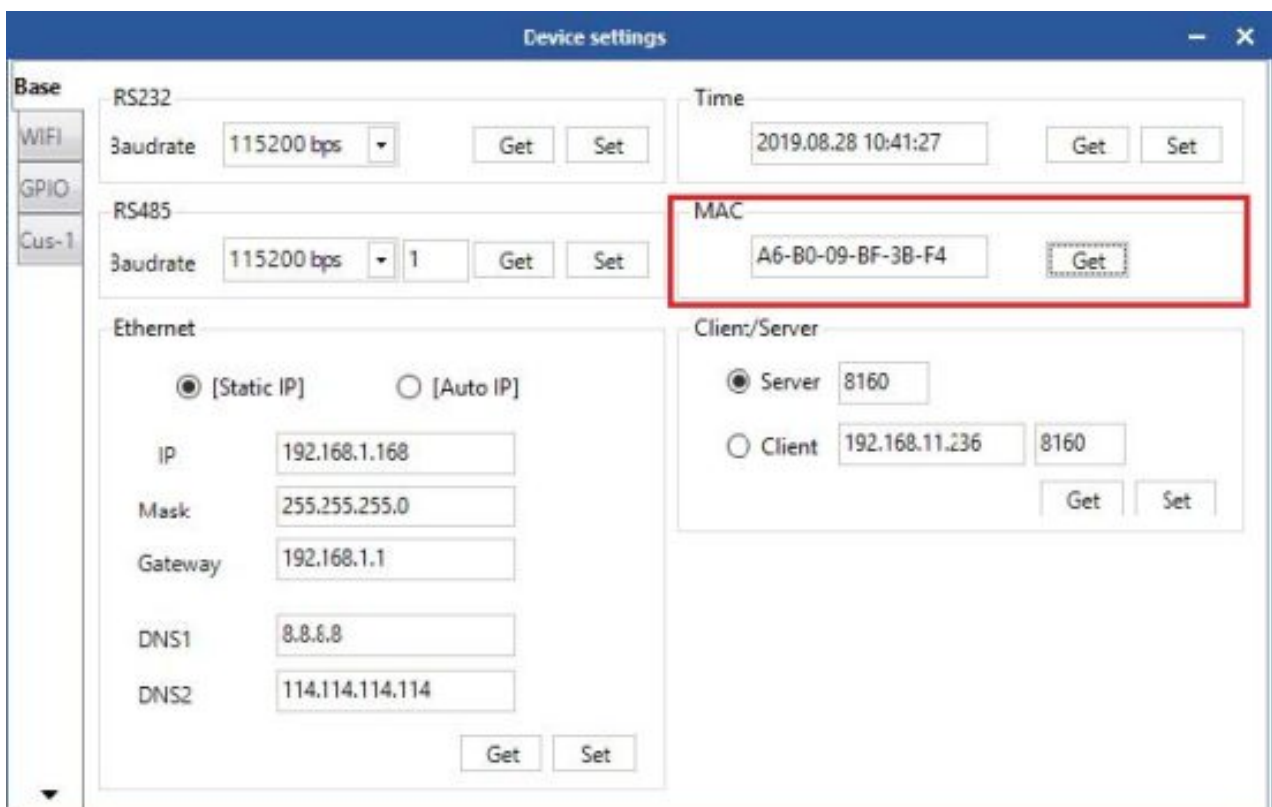 Device settings
Base
WIFI
GPIO
Cus-1
RS232
Baudrate 115200 bps Get Set
Time
2019.08.28 10:41:27 Get Set
RS485
Baudrate 115200 bps 1 Get Set
MAC
A6-B0-09-BF-3B-F4 Get
Ethernet
[Static IP] [Auto IP]
IP 192.168.1.168
Mask 255.255.255.0
Gateway 192.168.1.1
DNS1 8.8.8.8
DNS2 114.114.114.114
Get Set
Client/Server
Server 8160
Client 192.168.11.236 8160
Get Set